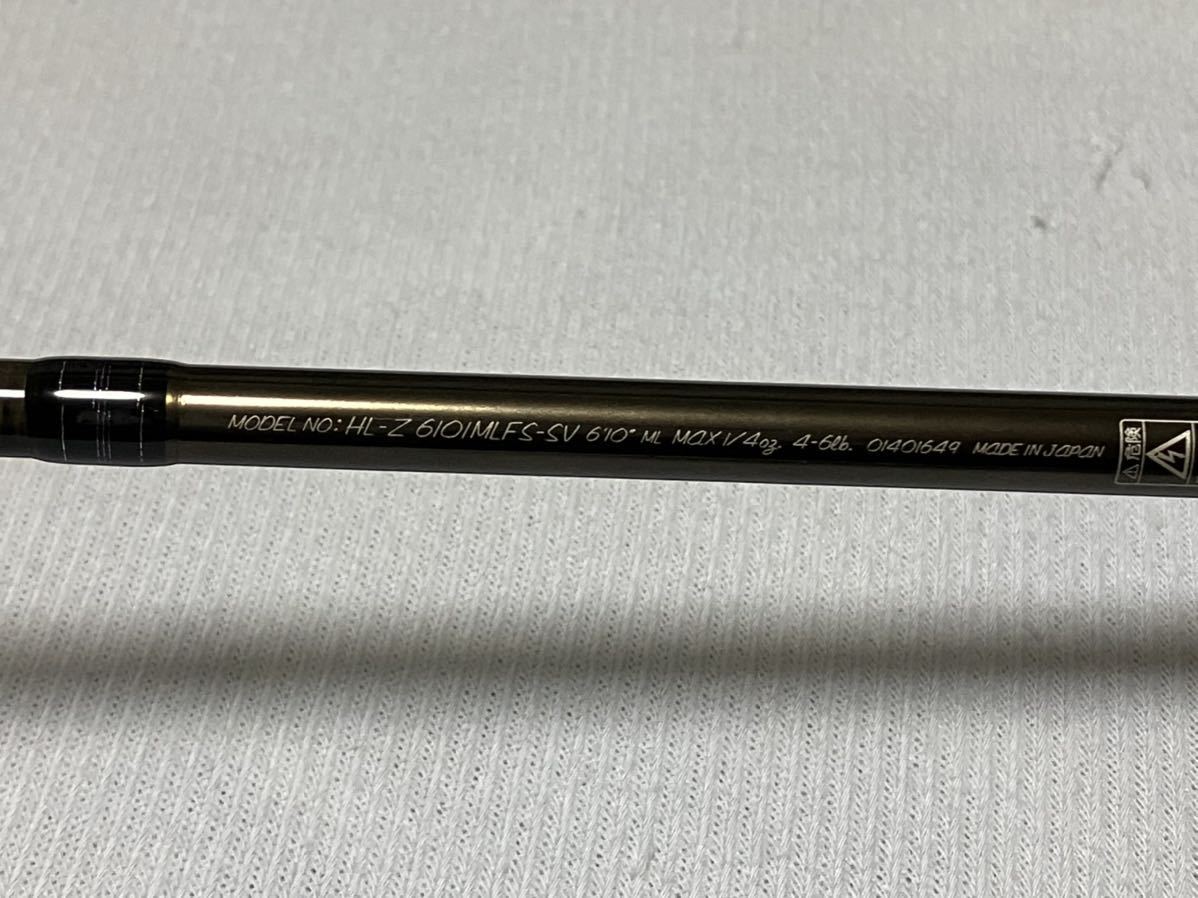 MODEL NO: HL-Z 6101MLFS-SV 6'10" ML MAX 1/4oz. 4-6lb. 01401649 MADE IN JAPAN
危険